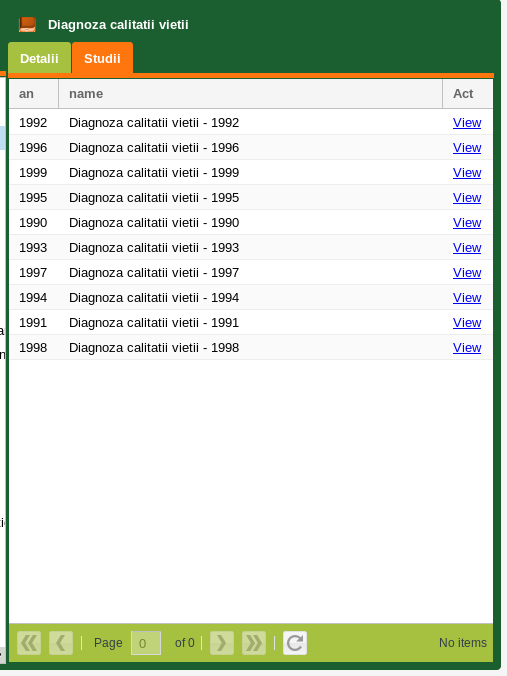 Diagnoza calitatii vietii
Detalii Studii
an name Act
1992 Diagnoza calitatii vietii - 1992 View
1996 Diagnoza calitatii vietii - 1996 View
1999 Diagnoza calitatii vietii - 1999 View
1995 Diagnoza calitatii vietii - 1995 View
1990 Diagnoza calitatii vietii - 1990 View
1993 Diagnoza calitatii vietii - 1993 View
1997 Diagnoza calitatii vietii - 1997 View
1994 Diagnoza calitatii vietii - 1994 View
1991 Diagnoza calitatii vietii - 1991 View
1998 Diagnoza calitatii vietii - 1998 View
Page 0 of 0 No items